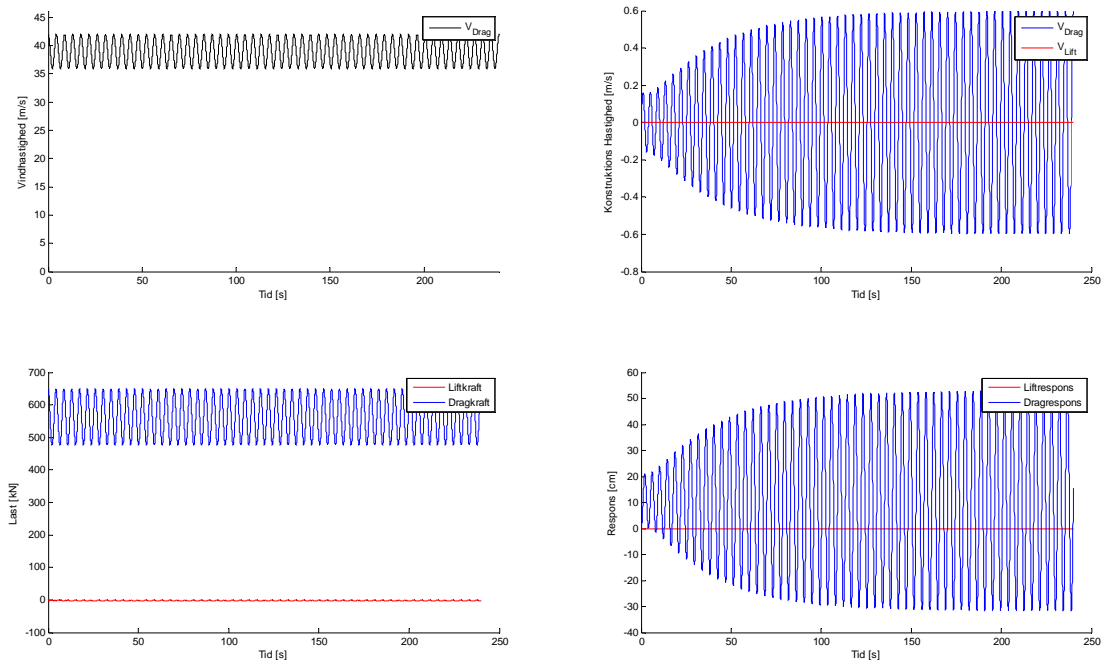 V_Drag
Vindhastighed [m/s]
45
40
35
30
25
20
15
10
5
0
0 50 100 150 200
Tid [s]
V_Drag
V_Lift
Konstruktions Hastighed [m/s]
0.6
0.4
0.2
0
-0.2
-0.4
-0.6
-0.8
0 50 100 150 200 250
Tid [s]
Liftkraft
Dragkraft
Last [kN]
700
600
500
400
300
200
100
0
-100
0 50 100 150 200 250
Tid [s]
Liftrespons
Dragrespons
Respons [cm]
60
50
40
30
20
10
0
-10
-20
-30
-40
0 50 100 150 200 250
Tid [s]